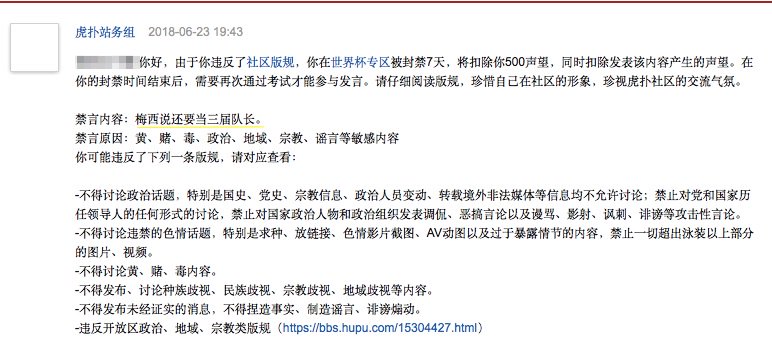 虎扑站务组 2018-06-23 19:43
你好，由于你违反了社区版规，你在世界杯专区被封禁7天，将扣除你500声望，同时扣除发表该内容产生的声望。在
你的封禁时间结束后，需要再次通过考试才能参与发言。请仔细阅读版规，珍惜自己在社区的形象，珍视虎扑社区的交流气氛。
禁言内容：梅西说还要当三届队长。
禁言原因：黄、赌、毒、政治、地域、宗教、谣言等敏感内容
你可能违反了下列一条版规，请对应查看：
-不得讨论政治话题，特别是国史、党史、宗教信息、政治人员变动、转载境外非法媒体等信息均不允许讨论；禁止对党和国家历
任领导人的任何形式的讨论，禁止对国家政治人物和政治组织发表调侃、恶搞言论以及谩骂、影射、讽刺、诽谤等攻击性言论。
-不得讨论违禁的色情话题，特别是求种、放链接、色情影片截图、AV动图以及过于暴露情节的内容，禁止一切超出泳装以上部分
的图片、视频。
-不得讨论黄、赌、毒内容。
-不得发布、讨论种族歧视、民族歧视、宗教歧视、地域歧视等内容。
-不得发布未经证实的消息，不得捏造事实、制造谣言、诽谤煽动。
-违反开放区政治、地域、宗教类版规（https://bbs.hupu.com/15304427.html）